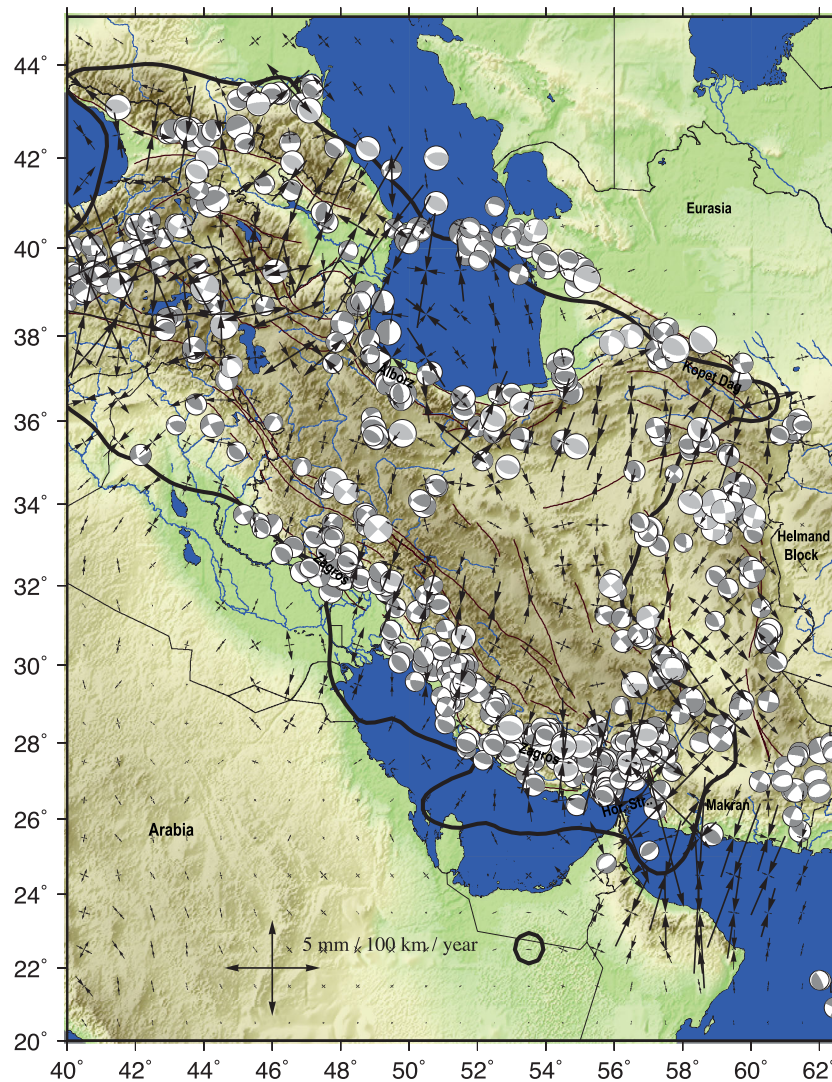 44°
42°
40°
38°
36°
34°
32°
30°
28°
26°
24°
22°
20°
Eurasia
Alborz
Kopet Dag
Helmand
Block
Zagros
Zagros
Hor. Str..
Makran
Arabia
5 mm / 100 km / year
40° 42° 44° 46° 48° 50° 52° 54° 56° 58° 60° 62°